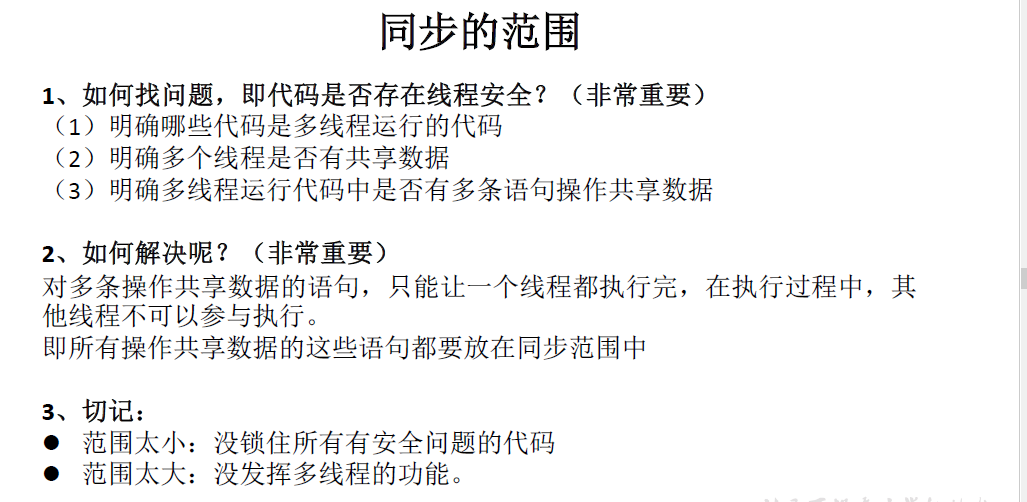 同步的范围
1、如何找问题，即代码是否存在线程安全？（非常重要）
（1）明确哪些代码是多线程运行的代码
（2）明确多个线程是否有共享数据
（3）明确多线程运行代码中是否有多条语句操作共享数据
2、如何解决呢？（非常重要）
对多条操作共享数据的语句，只能让一个线程都执行完，在执行过程中，其
他线程不可以参与执行。
即所有操作共享数据的这些语句都要放在同步范围中
3、切记：
● 范围太小：没锁住所有有安全问题的代码
● 范围太大：没发挥多线程的功能。